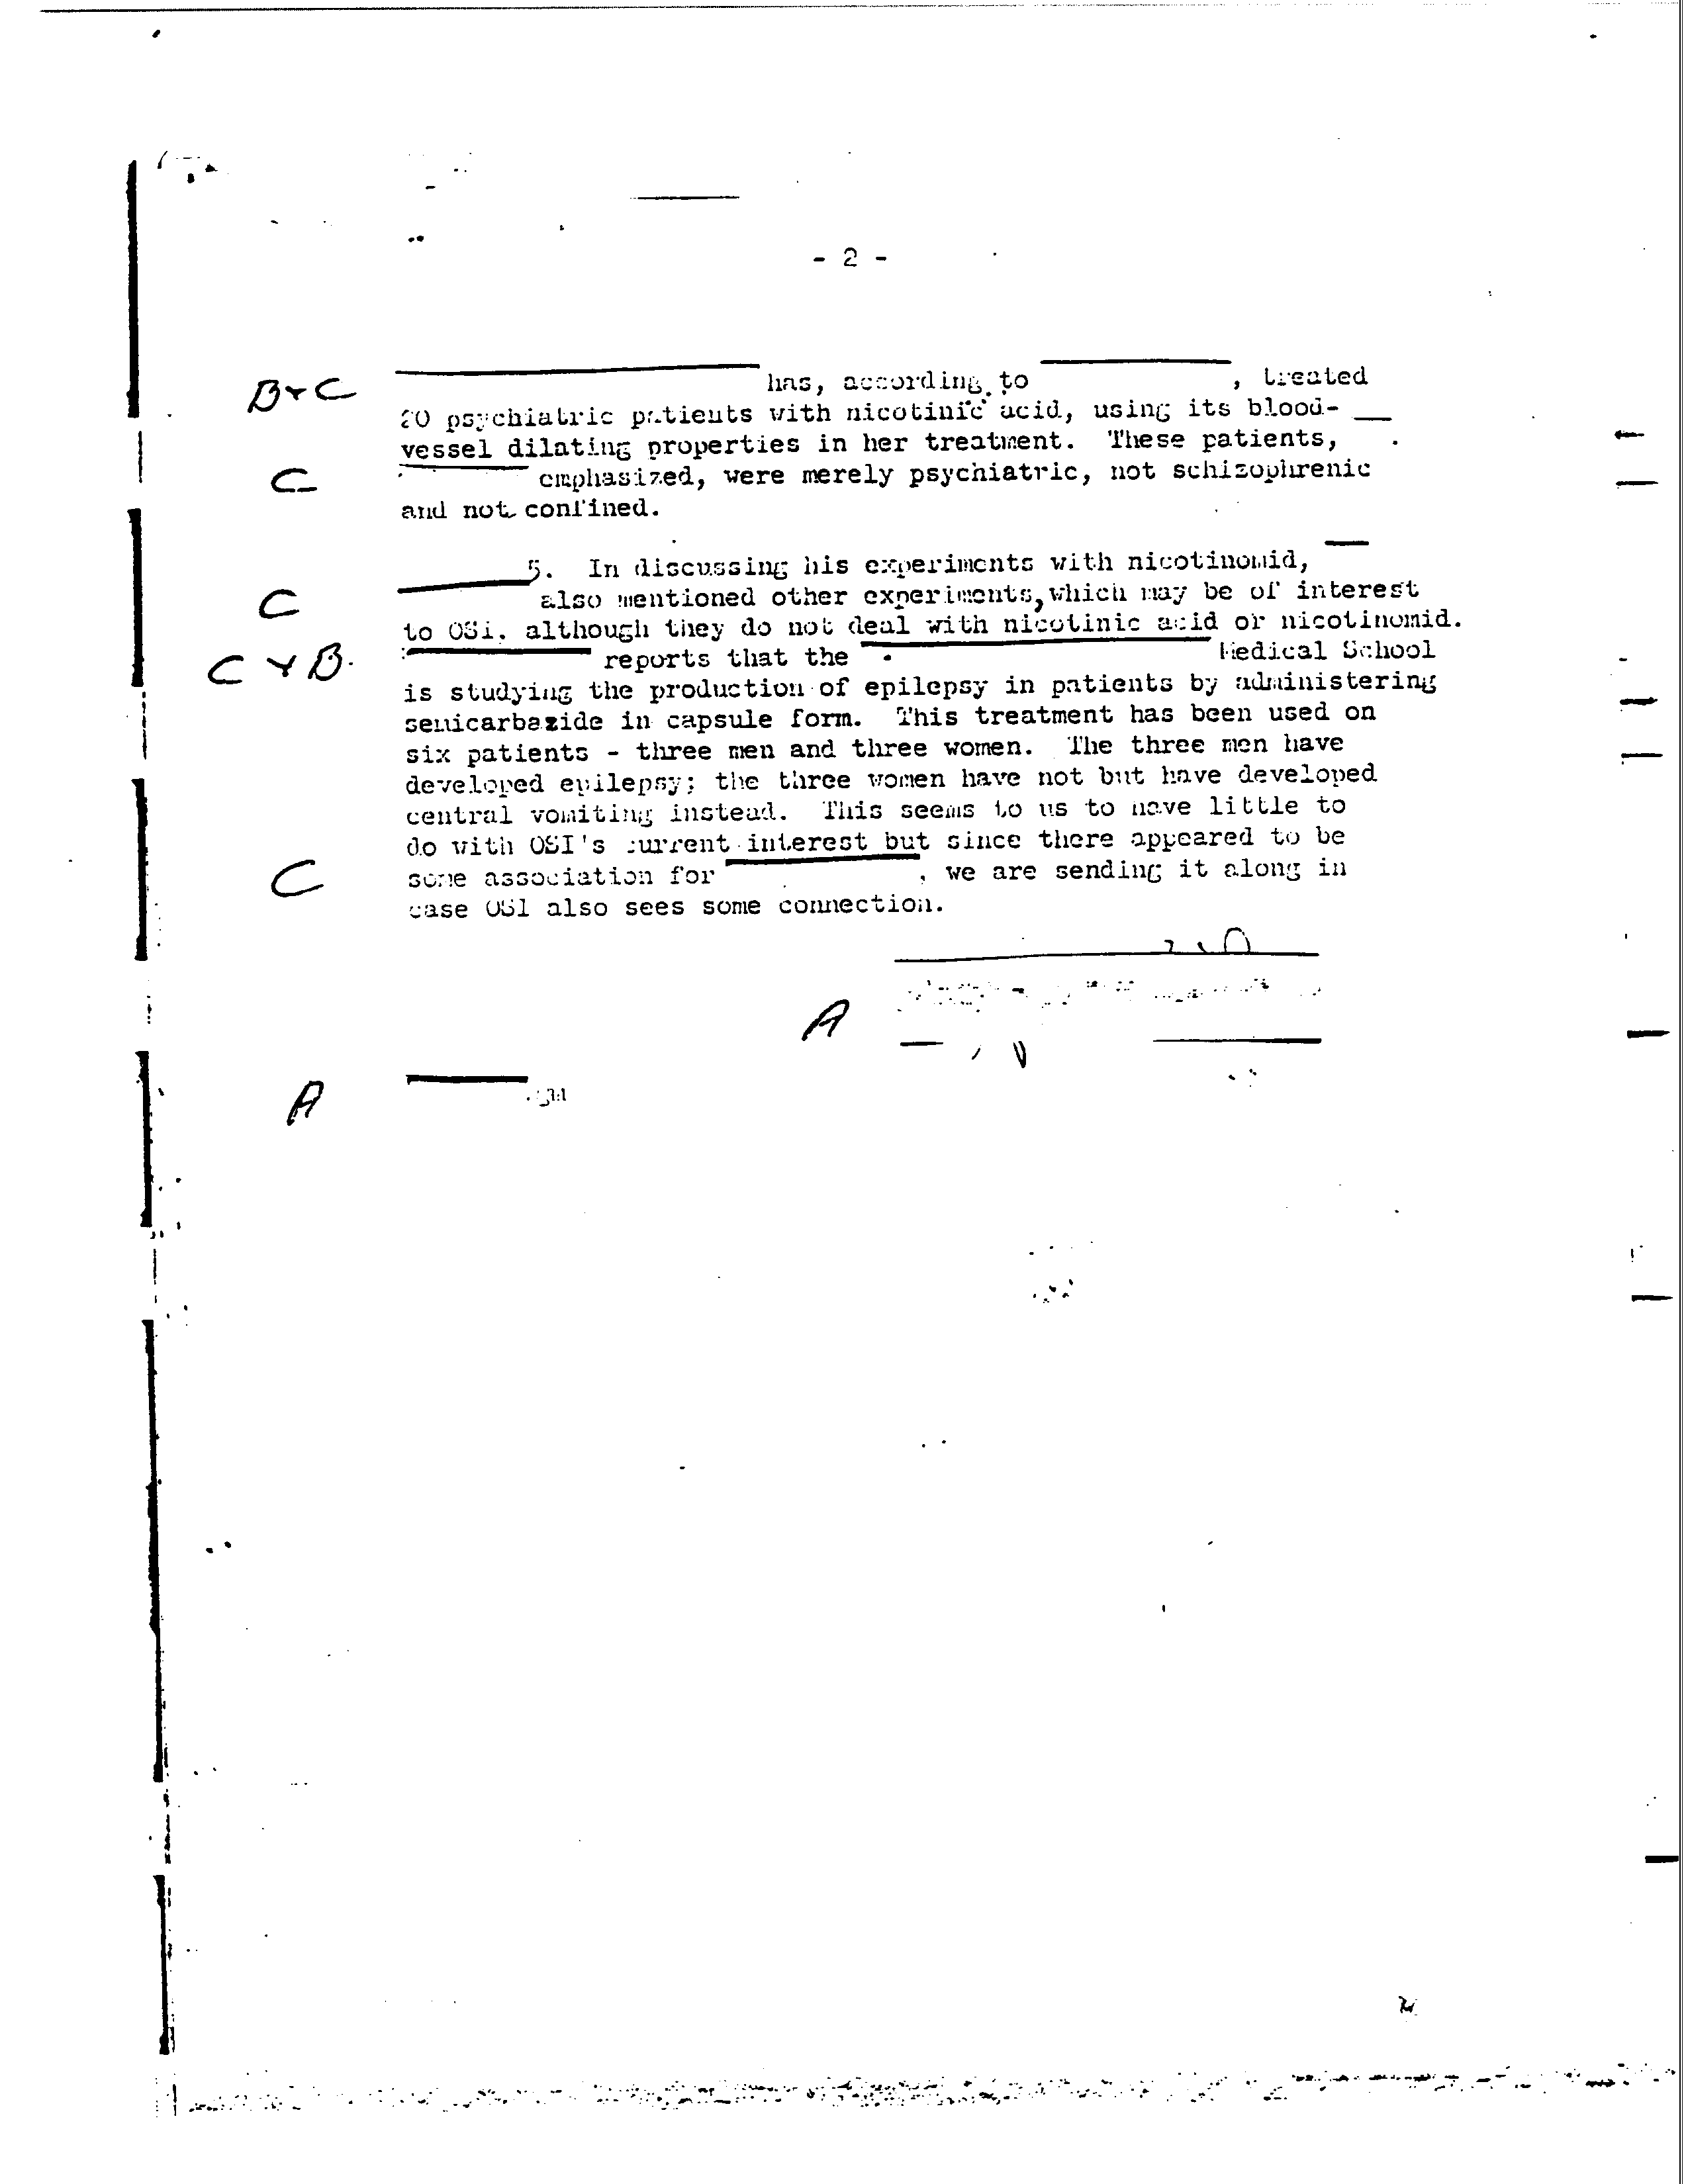 - 2 -
B+C
has, according to , treated
20 psychiatric patients with nicotinic acid, using its blood-
vessel dilating properties in her treatment. These patients,
C
emphasized, were merely psychiatric, not schizophrenic
and not confined.
5. In discussing his experiments with nicotinomid,
C
also mentioned other experiments, which may be of interest
to OSI, although they do not deal with nicotinic acid or nicotinomid.
C + B.
reports that the Medical School
is studying the production of epilepsy in patients by administering
semicarbazide in capsule form. This treatment has been used on
six patients - three men and three women. The three men have
developed epilepsy; the three women have not but have developed
central vomiting instead. This seems to us to have little to
do with OSI's current interest but since there appeared to be
C
some association for , we are sending it along in
case OSI also sees some connection.
A
A